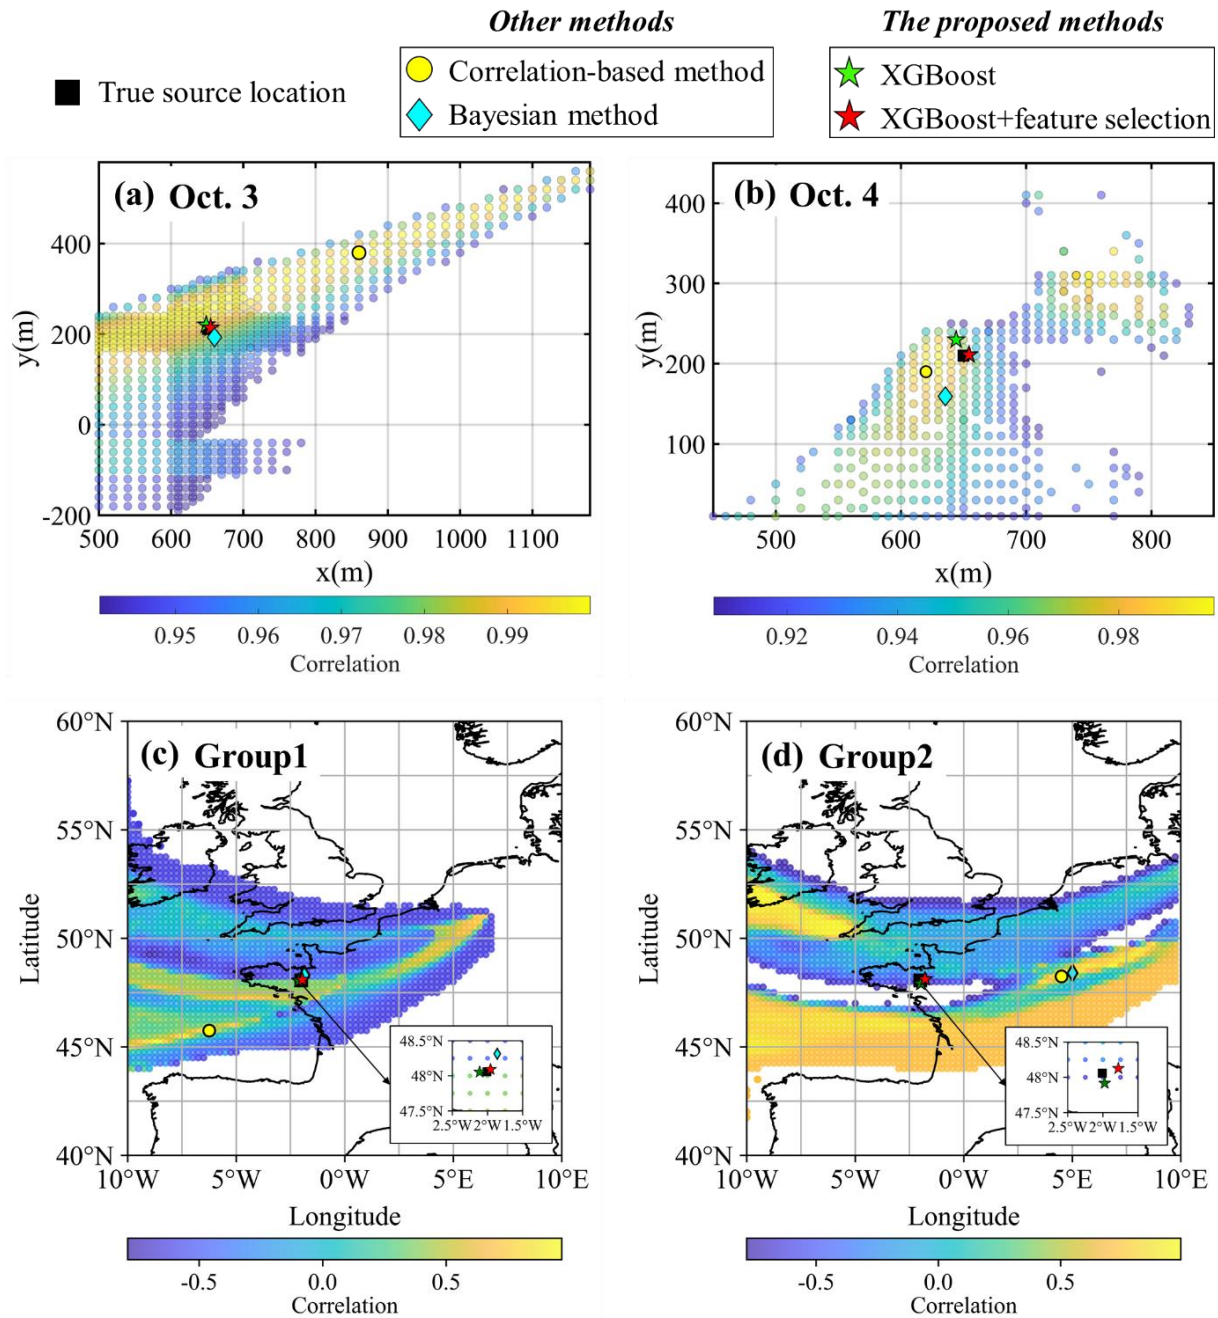 Other methods
The proposed methods
True source location
Correlation-based method
Bayesian method
XGBoost
XGBoost+feature selection
(a) Oct. 3
400
200
0
-200
y(m)
500 600 700 800 900 1000 1100
x(m)
0.95 0.96 0.97 0.98 0.99
Correlation
(b) Oct. 4
400
300
200
100
y(m)
500 600 700 800
x(m)
0.92 0.94 0.96 0.98
Correlation
(c) Group1
60°N
55°N
50°N
45°N
40°N
Latitude
48.5°N
48°N
47.5°N
2.5°W 2°W 1.5°W
10°W 5°W 0°W 5°E 10°E
Longitude
-0.5 0.0 0.5
Correlation
(d) Group2
60°N
55°N
50°N
45°N
40°N
Latitude
48.5°N
48°N
47.5°N
2.5°W 2°W 1.5°W
10°W 5°W 0°W 5°E 10°E
Longitude
-0.5 0.0 0.5
Correlation